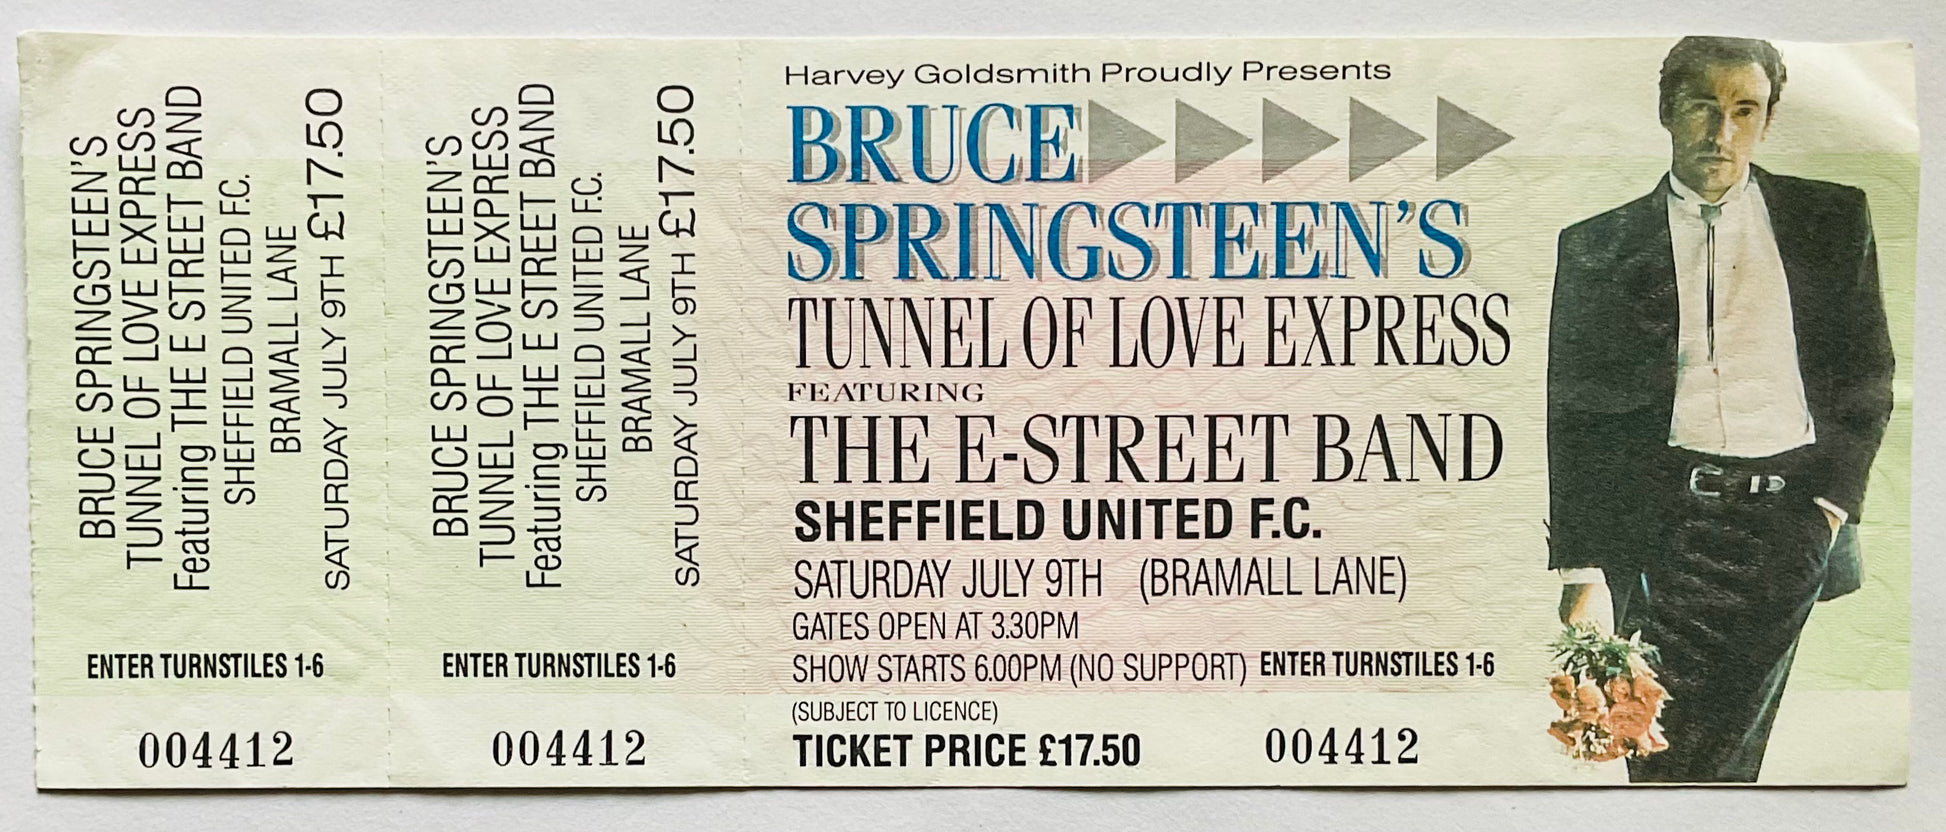 BRUCE SPRINGSTEEN'S
TUNNEL OF LOVE EXPRESS
Featuring THE E STREET BAND
SHEFFIELD UNITED F.C.
BRAMALL LANE
SATURDAY JULY 9TH £17.50
ENTER TURNSTILES 1-6
004412
BRUCE SPRINGSTEEN'S
TUNNEL OF LOVE EXPRESS
Featuring THE E STREET BAND
SHEFFIELD UNITED F.C.
BRAMALL LANE
SATURDAY JULY 9TH £17.50
ENTER TURNSTILES 1-6
004412
Harvey Goldsmith Proudly Presents
BRUCE
SPRINGSTEEN'S
TUNNEL OF LOVE EXPRESS
FEATURING
THE E-STREET BAND
SHEFFIELD UNITED F.C.
SATURDAY JULY 9TH (BRAMALL LANE)
GATES OPEN AT 3.30PM
SHOW STARTS 6.00PM (NO SUPPORT) ENTER TURNSTILES 1-6
(SUBJECT TO LICENCE)
TICKET PRICE £17.50 004412